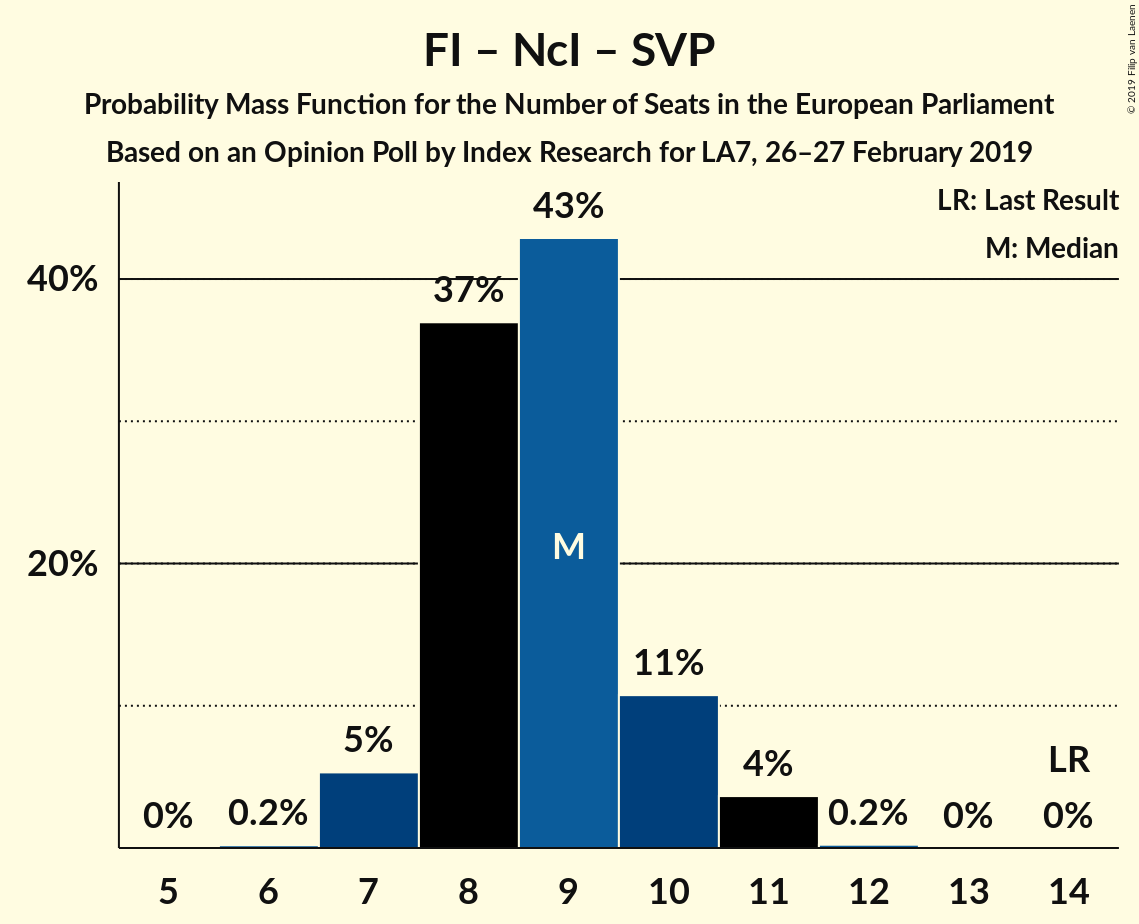 FI – NcI – SVP
Probability Mass Function for the Number of Seats in the European Parliament
Based on an Opinion Poll by Index Research for LA7, 26–27 February 2019
© 2019 Filip van Laenen
LR: Last Result
M: Median
43%
40%
37%
M
20%
11%
5%
4%
LR
0%
0.2%
0.2%
0%
0%
5 6 7 8 9 10 11 12 13 14